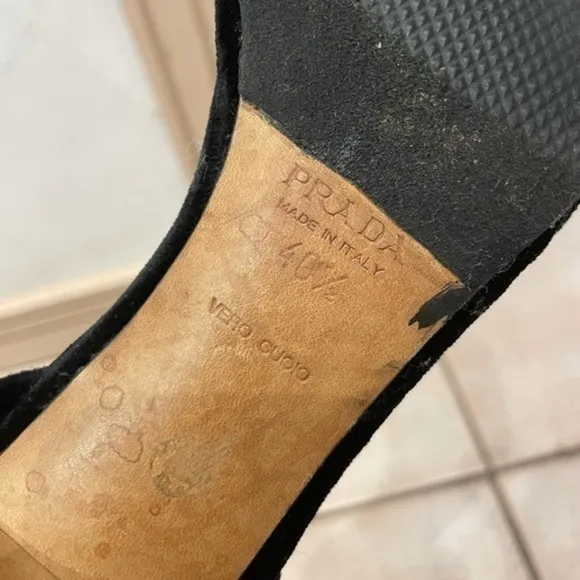 PRADA
MADE IN ITALY
40½
VERO CUOIO